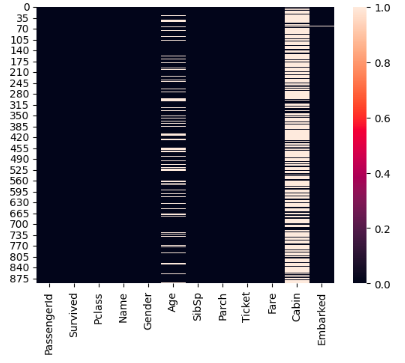 0
35
70
105
140
175
210
245
280
315
350
385
420
455
490
525
560
595
630
665
700
735
770
805
840
875
PassengerId
Survived
Pclass
Name
Gender
Age
SibSp
Parch
Ticket
Fare
Cabin
Embarked
1.0
0.8
0.6
0.4
0.2
0.0